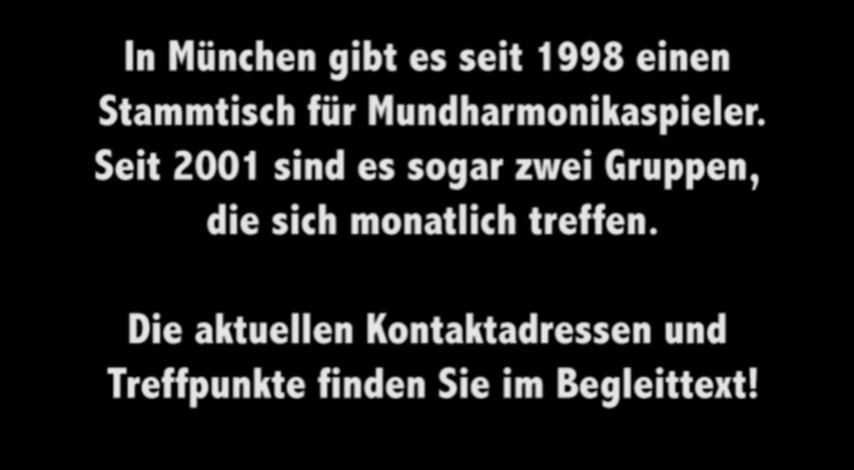 In München gibt es seit 1998 einen
Stammtisch für Mundharmonikaspieler.
Seit 2001 sind es sogar zwei Gruppen,
die sich monatlich treffen.
Die aktuellen Kontaktadressen und
Treffpunkte finden Sie im Begleittext!